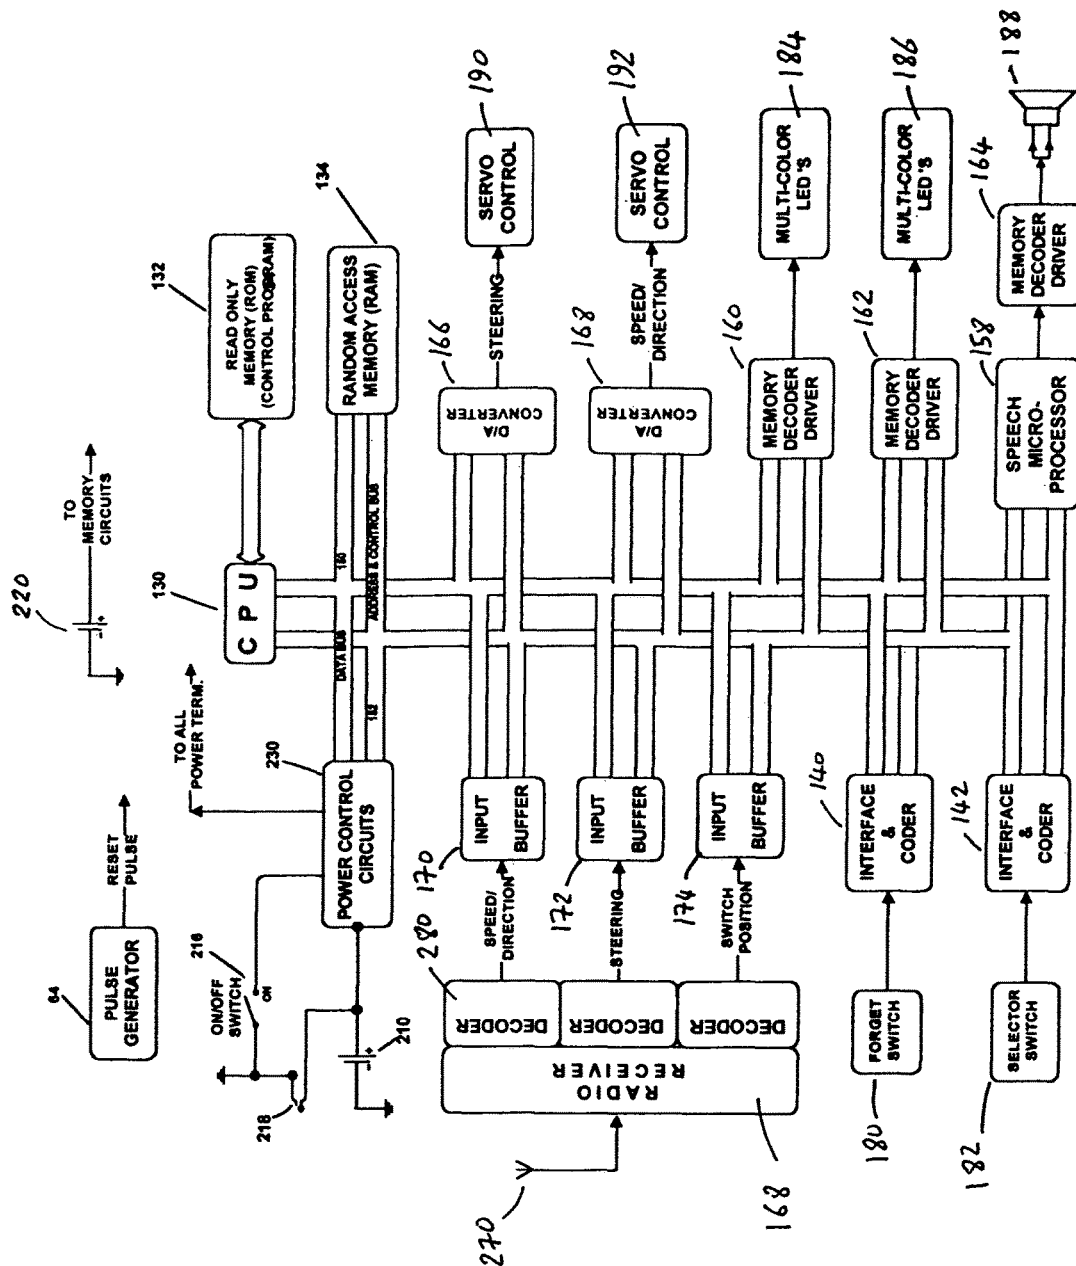 220
TO
MEMORY
CIRCUITS
64
PULSE
GENERATOR
RESET
PULSE
216
ON/OFF
SWITCH
ON
218
210
TO ALL
POWER TERM.
230
POWER CONTROL
CIRCUITS
130
C P U
132
READ ONLY
MEMORY (ROM)
(CONTROL PROGRAM)
134
RANDOM ACCESS
MEMORY (RAM)
DATA BUS
150
152
ADDRESS & CONTROL BUS
270
168
RADIO
RECEIVER
280
DECODER
DECODER
DECODER
SPEED/
DIRECTION
STEERING
SWITCH
POSITION
170
INPUT
BUFFER
172
INPUT
BUFFER
174
INPUT
BUFFER
166
D/A
CONVERTER
STEERING
190
SERVO
CONTROL
168
D/A
CONVERTER
SPEED/
DIRECTION
192
SERVO
CONTROL
160
MEMORY
DECODER
DRIVER
184
MULTI-COLOR
LED'S
162
MEMORY
DECODER
DRIVER
186
MULTI-COLOR
LED'S
180
FORGET
SWITCH
140
INTERFACE
&
CODER
182
SELECTOR
SWITCH
142
INTERFACE
&
CODER
158
SPEECH
MICRO-
PROCESSOR
164
MEMORY
DECODER
DRIVER
188